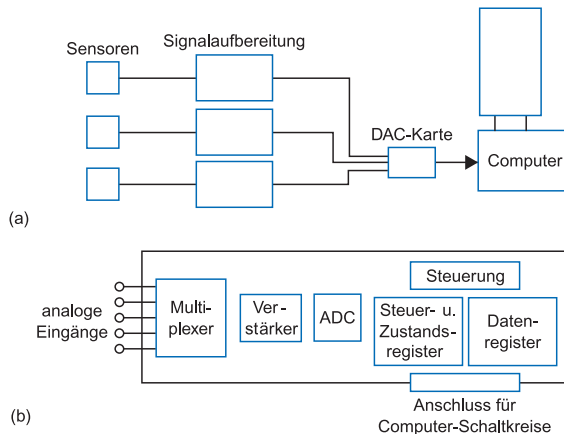 Sensoren
Signalaufbereitung
DAC-Karte
Computer
(a)
analoge
Eingänge
Multi-
plexer
Ver-
stärker
ADC
Steuerung
Steuer- u.
Zustands-
register
Daten-
register
Anschluss für
Computer-Schaltkreise
(b)